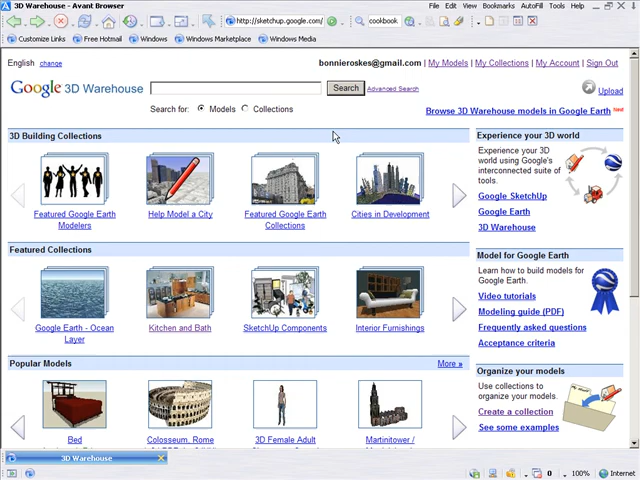 3D Warehouse - Avant Browser
File Edit View Bookmarks AutoFill Tools Help
http://sketchup.google.com/
cookbook
Customize Links Free Hotmail Windows Windows Marketplace Windows Media
English change
bonnieroskes@gmail.com | My Models | My Collections | My Account | Sign Out
Google 3D Warehouse
Search
Advanced Search
Upload
Search for: Models Collections
Browse 3D Warehouse models in Google Earth New!
3D Building Collections
Featured Google Earth Modelers
Help Model a City
Featured Google Earth Collections
Cities in Development
Featured Collections
Google Earth - Ocean Layer
Kitchen and Bath
SketchUp Components
Interior Furnishings
Popular Models
More »
Bed
Colosseum, Rome
3D Female Adult
Martinitower /
Experience your 3D world
Experience your 3D
world using Google's
interconnected suite of
tools.
Google SketchUp
Google Earth
3D Warehouse
Model for Google Earth
Learn how to build models for
Google Earth.
Video tutorials
Modeling guide (PDF)
Frequently asked questions
Acceptance criteria
Organize your models
Use collections to
organize your models.
Create a collection
See some examples
3D Warehouse
0
100%
Internet